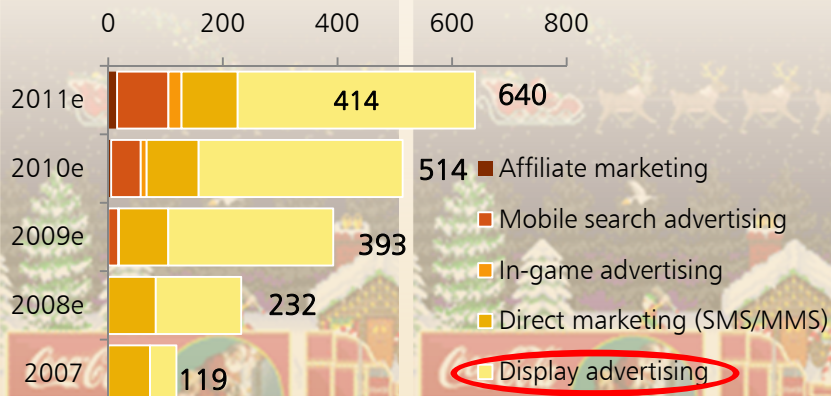 0 200 400 600 800
2011e 414 640
2010e 514 Affiliate marketing
Mobile search advertising
2009e 393
In-game advertising
2008e 232
Direct marketing (SMS/MMS)
2007 119 Display advertising